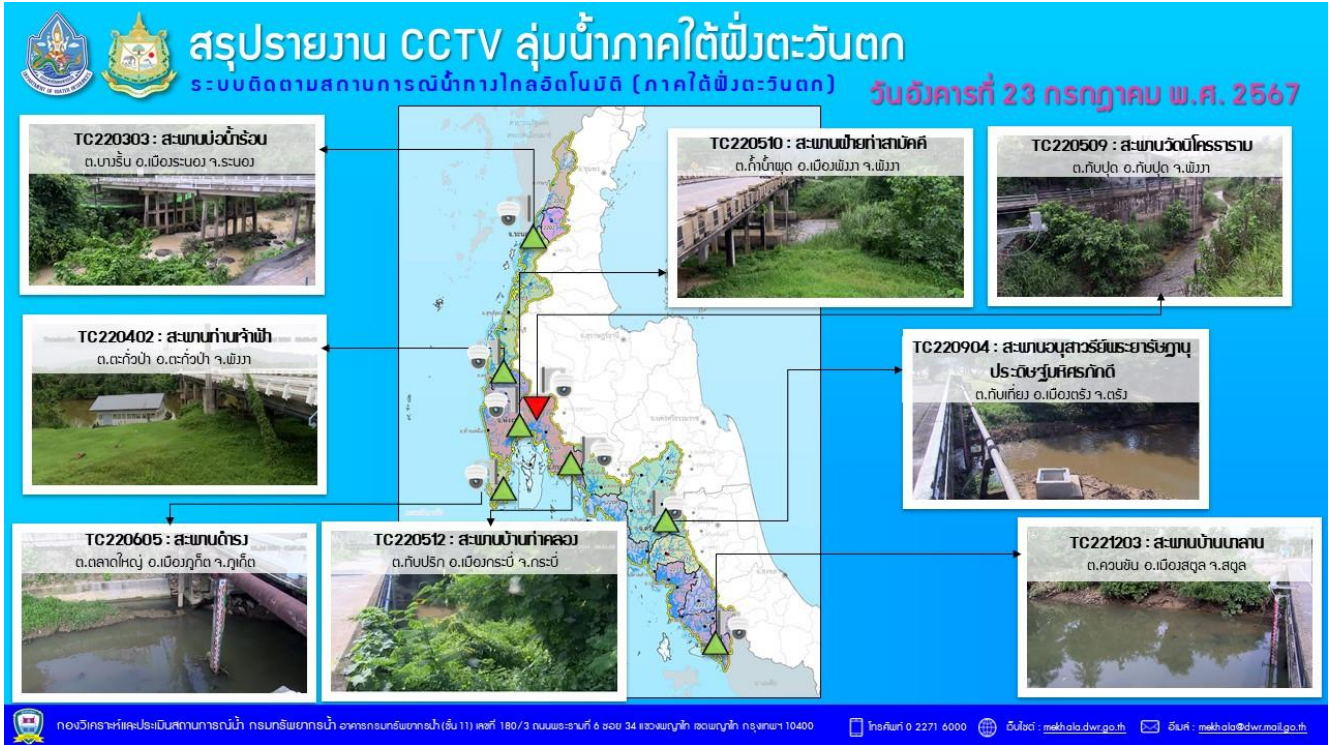 สรุปรายงาน CCTV ลุ่มน้ำภาคใต้ฝั่งตะวันตก
ระบบติดตามสถานการณ์น้ำทางไกลอัตโนมัติ (ภาคใต้ฝั่งตะวันตก)
วันอังคารที่ 23 กรกฎาคม พ.ศ. 2567
TC220303 : สะพานบ่อน้ำร้อน
ต.บางริ้น อ.เมืองระนอง จ.ระนอง
TC220510 : สะพานฝ่ายท่าสามัคคี
ต.ถ้ำน้ำผุด อ.เมืองพังงา จ.พังงา
TC220509 : สะพานวัดนิโครธาราม
ต.ทับปุด อ.ทับปุด จ.พังงา
TC220402 : สะพานท่านเจ้าฟ้า
ต.ตะกั่วป่า อ.ตะกั่วป่า จ.พังงา
TC220904 : สะพานอนุสาวรีย์พระยารัษฎานุ
ประดิษฐ์มหิศรภักดี
ต.ทับเที่ยง อ.เมืองตรัง จ.ตรัง
TC220605 : สะพานดำรง
ต.ตลาดใหญ่ อ.เมืองภูเก็ต จ.ภูเก็ต
TC220512 : สะพานบ้านท่าคลอง
ต.ทับปริก อ.เมืองกระบี่ จ.กระบี่
TC221203 : สะพานบ้านนาลาน
ต.ควนขัน อ.เมืองสตูล จ.สตูล
กองวิเคราะห์และประเมินสถานการณ์น้ำ กรมทรัพยากรน้ำ อาคารกรมทรัพยากรน้ำ (ชั้น 11) เลขที่ 180/3 ถนนพระรามที่ 6 ซอย 34 แขวงพญาไท เขตพญาไท กรุงเทพฯ 10400
โทรศัพท์ 0 2271 6000
เว็บไซต์ : mekhala.dwr.go.th
อีเมล์ : mekhala@dwr.mail.go.th